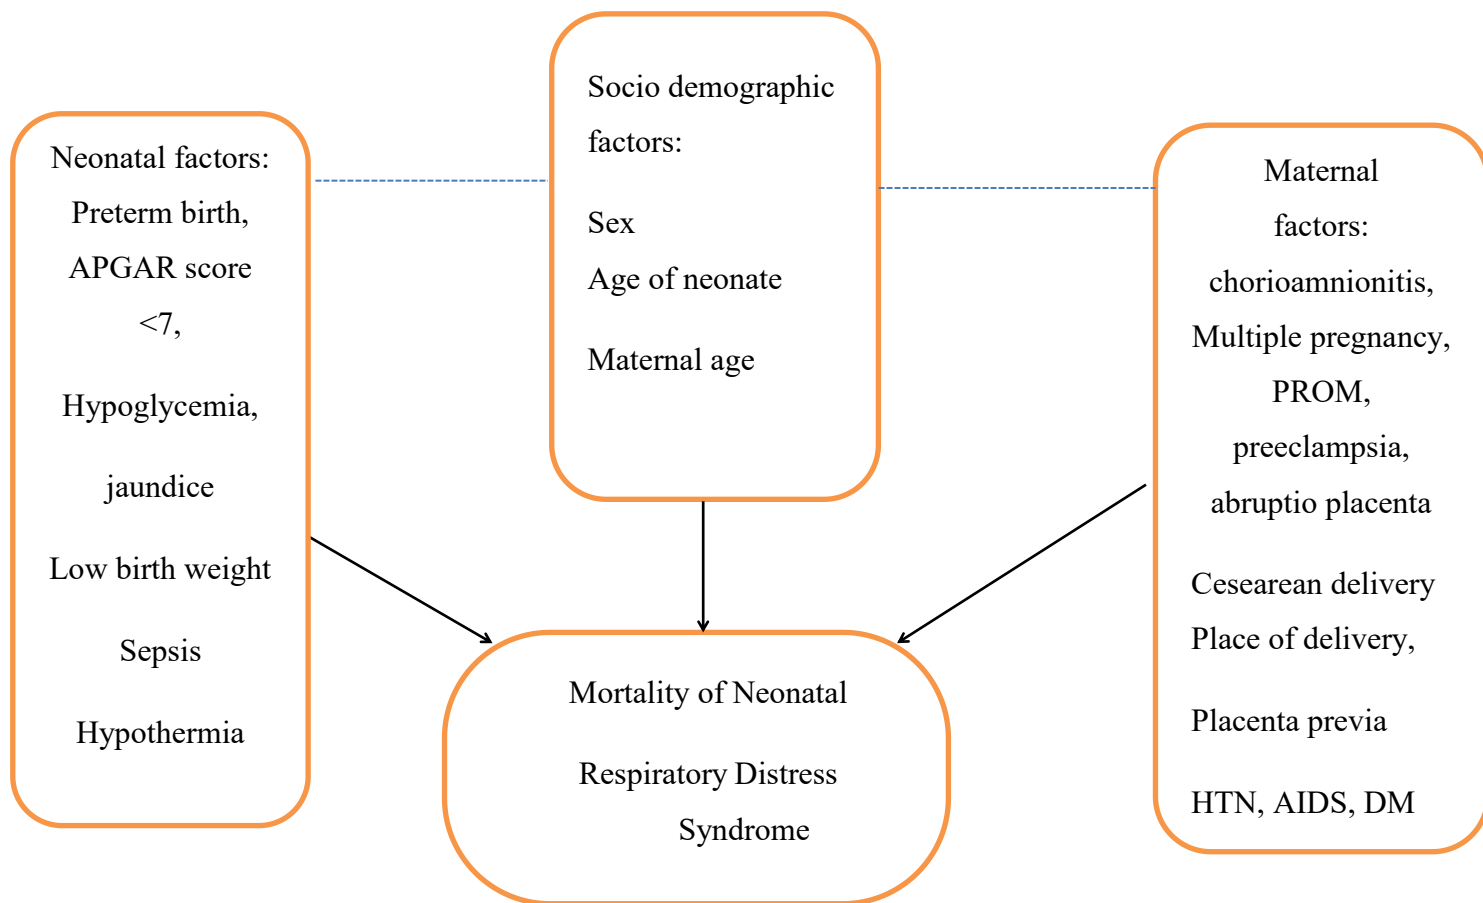 Neonatal factors:
Preterm birth,
APGAR score
<7,
Hypoglycemia,
jaundice
Low birth weight
Sepsis
Hypothermia
Socio demographic
factors:
Sex
Age of neonate
Maternal age
Maternal
factors:
chorioamnionitis,
Multiple pregnancy,
PROM,
preeclampsia,
abruptio placenta
Cesearean delivery
Place of delivery,
Placenta previa
HTN, AIDS, DM
Mortality of Neonatal
Respiratory Distress
Syndrome